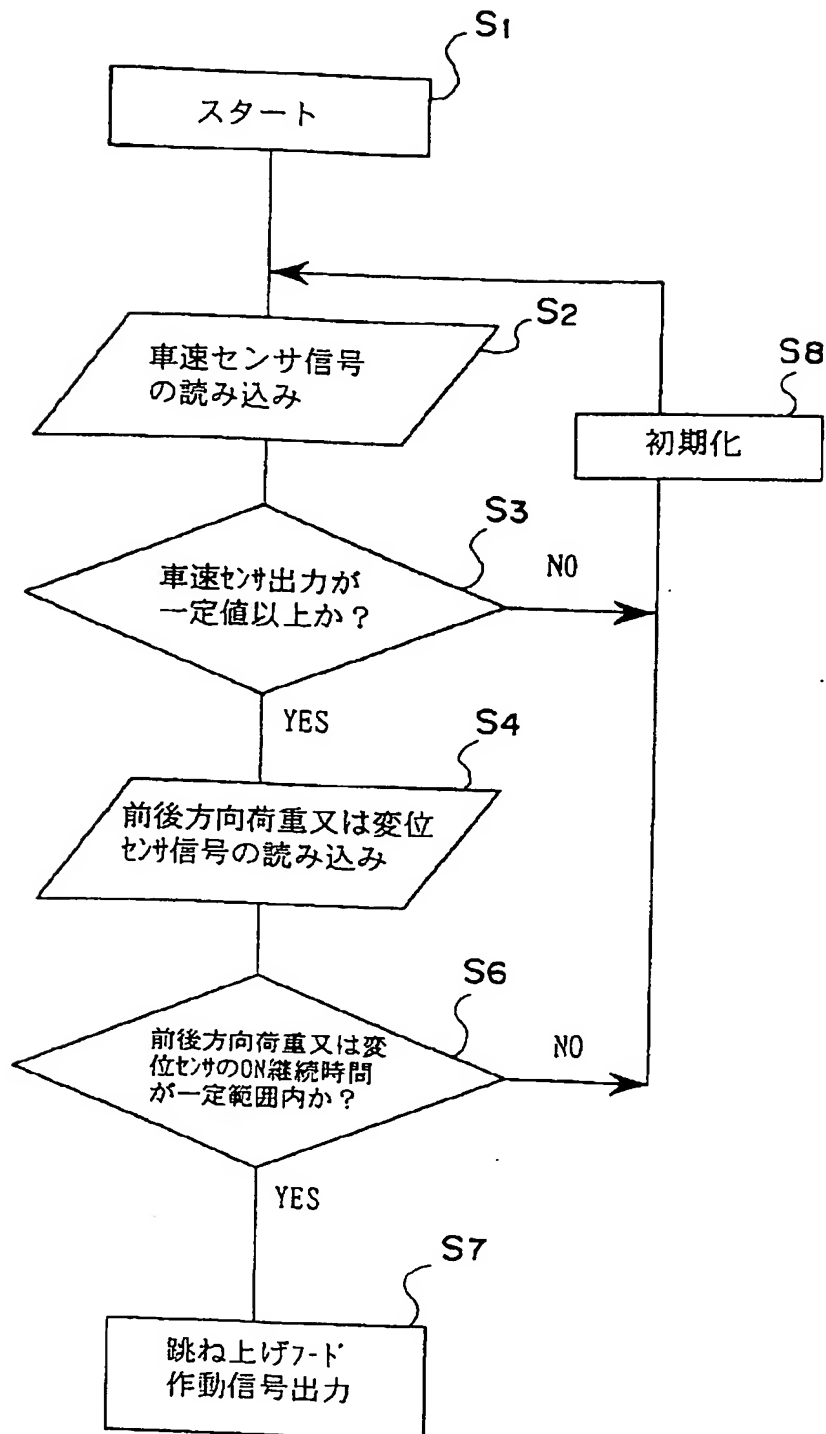 S1
スタート
S2
車速センサ信号
の読み込み
S8
初期化
S3
車速ｾﾝｻ出力が
一定値以上か？
NO
YES
S4
前後方向荷重又は変位
ｾﾝｻ信号の読み込み
S6
前後方向荷重又は変
位ｾﾝｻのON継続時間
が一定範囲内か？
NO
YES
S7
跳ね上げﾌｰﾄﾞ
作動信号出力